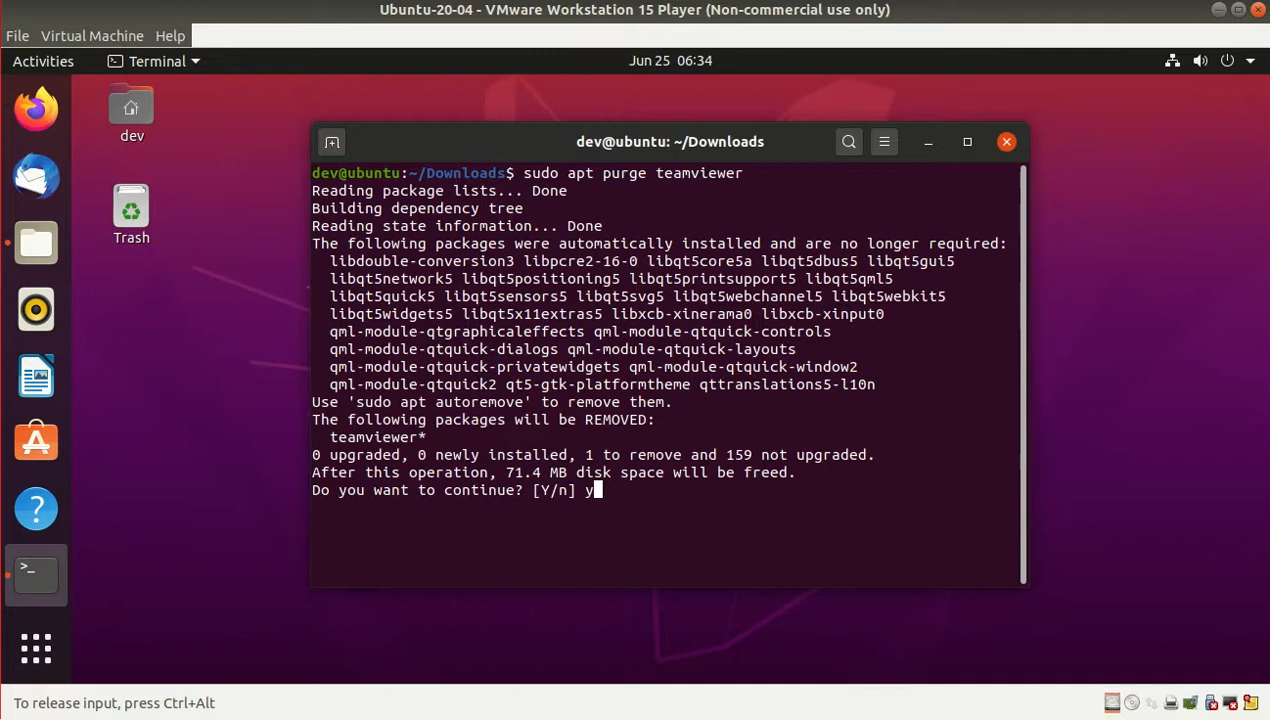 Ubuntu-20-04 - VMware Workstation 15 Player (Non-commercial use only)
File Virtual Machine Help
Activities Terminal Jun 25 06:34
dev
Trash
dev@ubuntu: ~/Downloads
dev@ubuntu:~/Downloads$ sudo apt purge teamviewer
Reading package lists... Done
Building dependency tree
Reading state information... Done
The following packages were automatically installed and are no longer required:
libdouble-conversion3 libpcre2-16-0 libqt5core5a libqt5dbus5 libqt5gui5
libqt5network5 libqt5positioning5 libqt5printsupport5 libqt5qml5
libqt5quick5 libqt5sensors5 libqt5svg5 libqt5webchannel5 libqt5webkit5
libqt5widgets5 libqt5x11extras5 libxcb-xinerama0 libxcb-xinput0
qml-module-qtgraphicaleffects qml-module-qtquick-controls
qml-module-qtquick-dialogs qml-module-qtquick-layouts
qml-module-qtquick-privatewidgets qml-module-qtquick-window2
qml-module-qtquick2 qt5-gtk-platformtheme qttranslations5-l10n
Use 'sudo apt autoremove' to remove them.
The following packages will be REMOVED:
teamviewer*
0 upgraded, 0 newly installed, 1 to remove and 159 not upgraded.
After this operation, 71.4 MB disk space will be freed.
Do you want to continue? [Y/n] y
To release input, press Ctrl+Alt